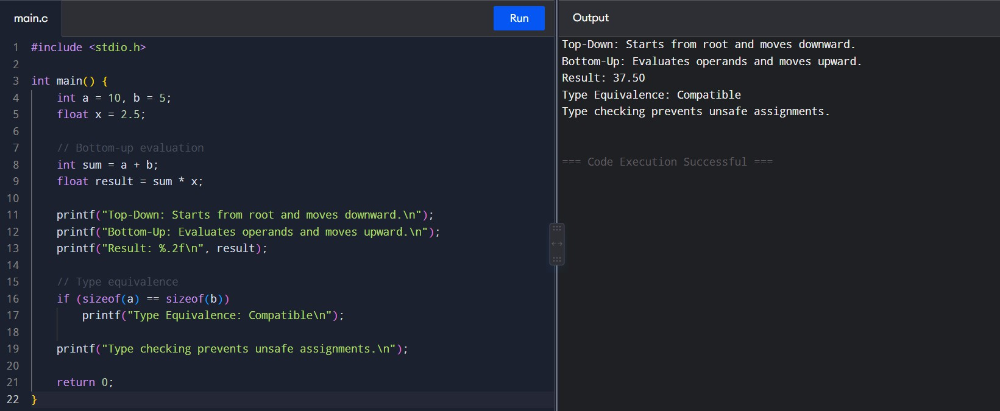 main.c
Run
1 #include <stdio.h>
2
3 int main() {
4     int a = 10, b = 5;
5     float x = 2.5;
6
7     // Bottom-up evaluation
8     int sum = a + b;
9     float result = sum * x;
10
11     printf("Top-Down: Starts from root and moves downward.\n");
12     printf("Bottom-Up: Evaluates operands and moves upward.\n");
13     printf("Result: %.2f\n", result);
14
15     // Type equivalence
16     if (sizeof(a) == sizeof(b))
17         printf("Type Equivalence: Compatible\n");
18
19     printf("Type checking prevents unsafe assignments.\n");
20
21     return 0;
22 }
Output
Top-Down: Starts from root and moves downward.
Bottom-Up: Evaluates operands and moves upward.
Result: 37.50
Type Equivalence: Compatible
Type checking prevents unsafe assignments.
=== Code Execution Successful ===